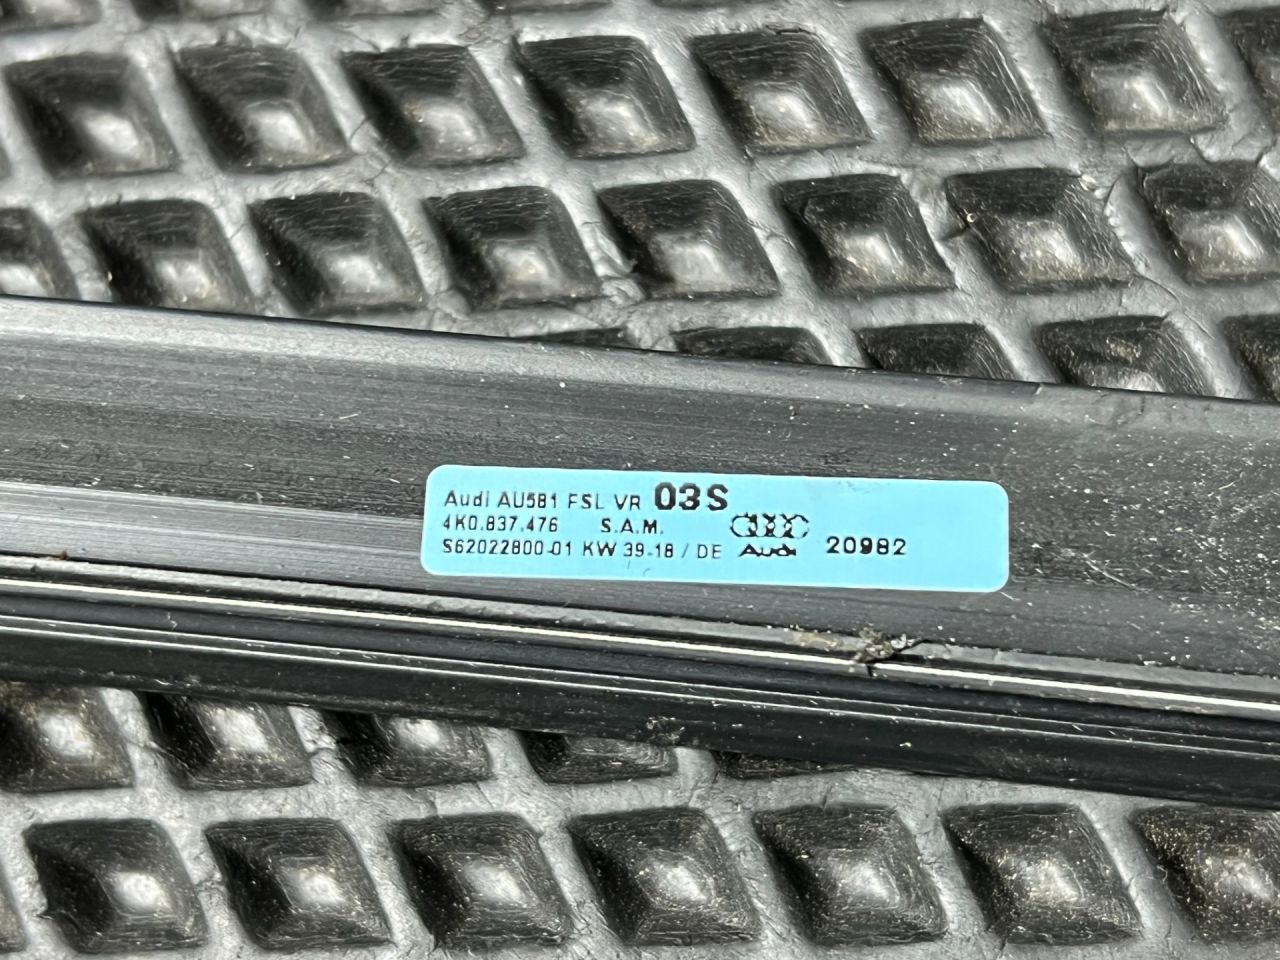 Audi AU581 FSL VR 03S
4K0.837.476 S.A.M.
S62022800-01 KW 39-18 / DE Audi 20982